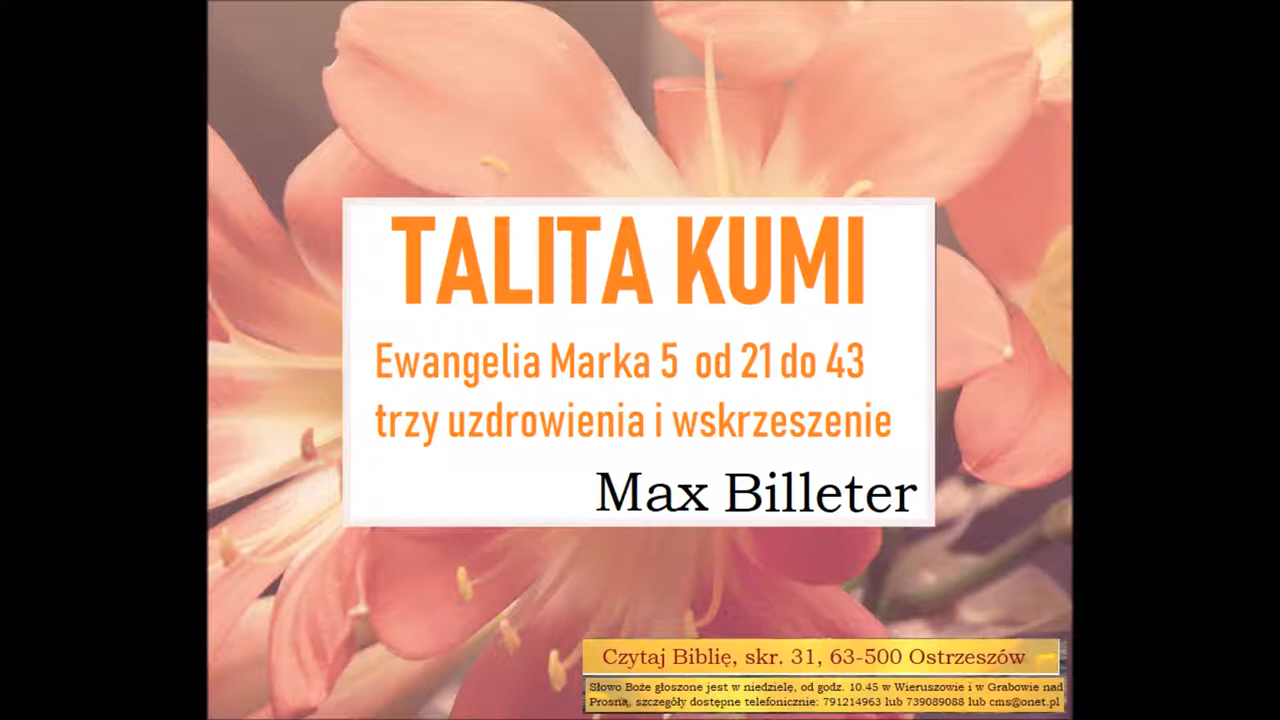 TALITA KUMI
Ewangelia Marka 5 od 21 do 43
trzy uzdrowienia i wskrzeszenie
Max Billeter
Czytaj Biblię, skr. 31, 63-500 Ostrzeszów
Słowo Boże głoszone jest w niedzielę, od godz. 10.45 w Wieruszowie i w Grabowie nad
Prosną, szczegóły dostępne telefonicznie: 791214963 lub 739089088 lub cms@onet.pl